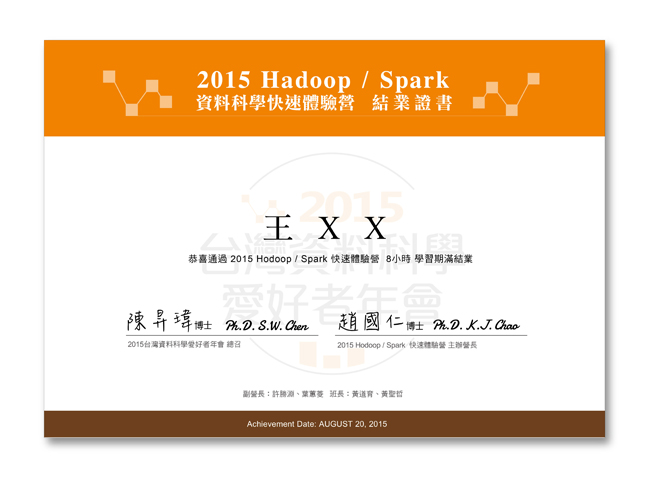 2015 Hadoop / Spark
資料科學快速體驗營 結業證書
2015
台灣資料科學
愛好者年會
王 X X
恭喜通過 2015 Hodoop / Spark 快速體驗營 8小時 學習期滿結業
陳昇瑋博士 Ph.D. S.W. Chen
2015台灣資料科學愛好者年會 總召
趙國仁博士 Ph.D. K.J. Chao
2015 Hodoop / Spark 快速體驗營 主辦營長
副營長：許勝淵、葉蕙蔓 班長：黃道育、黃聖哲
Achievement Date: AUGUST 20, 2015